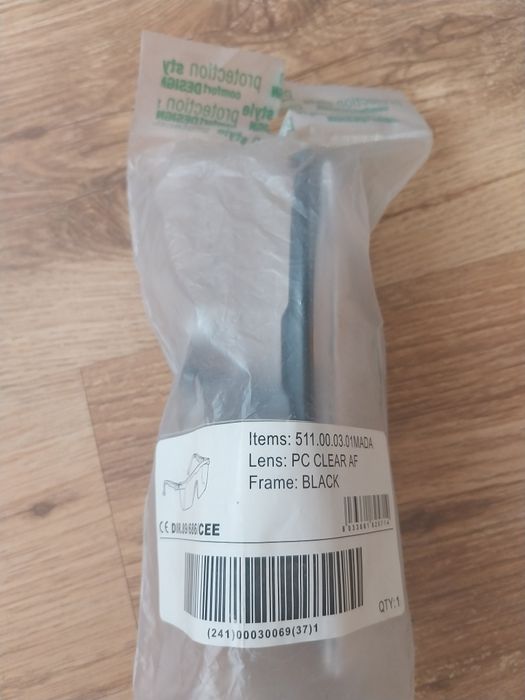 protection sty
comfort DESIGN
style protection
Items: 511.00.03.01MADA
Lens: PC CLEAR AF
Frame: BLACK
CE DIR.89/686/CEE
QTY: 1
(241)00030069(37)1